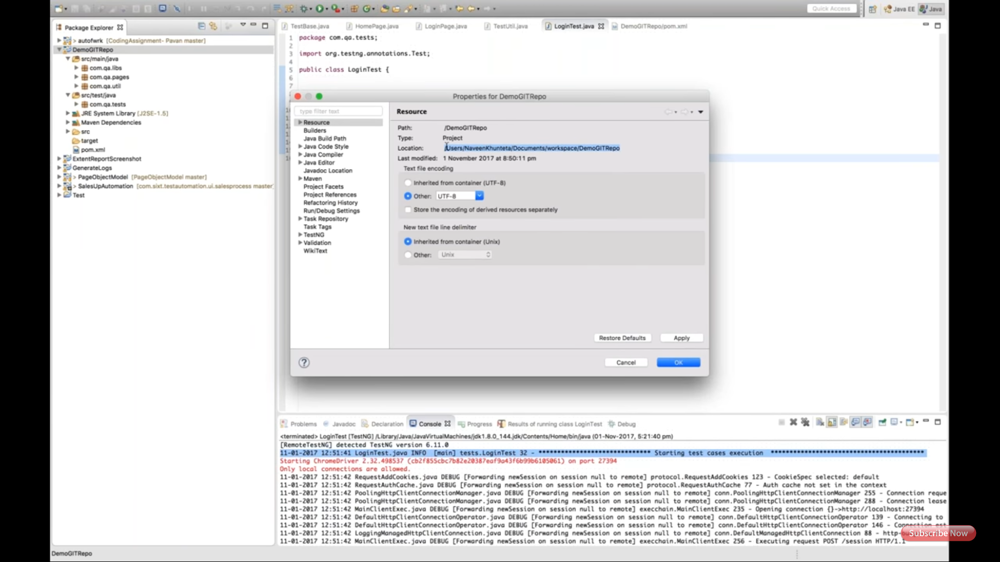 Quick Access
Java EE
Java
Package Explorer
TestBase.java
HomePage.java
LoginPage.java
TestUtil.java
LoginTest.java
DemoGITRepo/pom.xml
> autofwrk [CodingAssignment- Pavan master]
DemoGITRepo
src/main/java
com.qa.libs
com.qa.pages
com.qa.util
src/test/java
com.qa.tests
JRE System Library [J2SE-1.5]
Maven Dependencies
src
target
pom.xml
ExtentReportScreenshot
GenerateLogs
> PageObjectModel [PageObjectModel master]
> SalesUpAutomation [com.sixt.testautomation.ui.salesprocess master]
Test
1 package com.qa.tests;
2
3 import org.testng.annotations.Test;
4
5 public class LoginTest {
6
7
Properties for DemoGITRepo
type filter text
Resource
Builders
Java Build Path
Java Code Style
Java Compiler
Java Editor
Javadoc Location
Maven
Project Facets
Project References
Refactoring History
Run/Debug Settings
Task Repository
Task Tags
TestNG
Validation
WikiText
Resource
Path: /DemoGITRepo
Type: Project
Location: /Users/NaveenKhunteta/Documents/workspace/DemoGITRepo
Last modified: 1 November 2017 at 8:50:11 pm
Text file encoding
Inherited from container (UTF-8)
Other: UTF-8
Store the encoding of derived resources separately
New text file line delimiter
Inherited from container (Unix)
Other: Unix
Restore Defaults
Apply
?
Cancel
OK
Problems
Javadoc
Declaration
Console
Progress
Results of running class LoginTest
Debug
<terminated> LoginTest [TestNG] /Library/Java/JavaVirtualMachines/jdk1.8.0_144.jdk/Contents/Home/bin/java (01-Nov-2017, 5:21:40 pm)
[RemoteTestNG] detected TestNG version 6.11.0
11-01-2017 12:51:41 LoginTest.java INFO [main] tests.LoginTest 32 - ******************************** Starting test cases execution ********************************************
Starting ChromeDriver 2.32.498537 (cb2f855cbc7b82e20387eaf9a43f6b99b6105061) on port 27394
Only local connections are allowed.
11-01-2017 12:51:42 RequestAddCookies.java DEBUG [Forwarding newSession on session null to remote] protocol.RequestAddCookies 123 - CookieSpec selected: default
11-01-2017 12:51:42 RequestAuthCache.java DEBUG [Forwarding newSession on session null to remote] protocol.RequestAuthCache 77 - Auth cache not set in the context
11-01-2017 12:51:42 PoolingHttpClientConnectionManager.java DEBUG [Forwarding newSession on session null to remote] conn.PoolingHttpClientConnectionManager 255 - Connection reque
11-01-2017 12:51:42 PoolingHttpClientConnectionManager.java DEBUG [Forwarding newSession on session null to remote] conn.PoolingHttpClientConnectionManager 288 - Connection lease
11-01-2017 12:51:42 MainClientExec.java DEBUG [Forwarding newSession on session null to remote] execchain.MainClientExec 235 - Opening connection {}->http://localhost:27394
11-01-2017 12:51:42 DefaultHttpClientConnectionOperator.java DEBUG [Forwarding newSession on session null to remote] conn.DefaultHttpClientConnectionOperator 139 - Connecting to
11-01-2017 12:51:42 DefaultHttpClientConnectionOperator.java DEBUG [Forwarding newSession on session null to remote] conn.DefaultHttpClientConnectionOperator 146 - Connection est
11-01-2017 12:51:42 LoggingManagedHttpClientConnection.java DEBUG [Forwarding newSession on session null to remote] conn.DefaultManagedHttpClientConnection 88 - http-
11-01-2017 12:51:42 MainClientExec.java DEBUG [Forwarding newSession on session null to remote] execchain.MainClientExec 256 - Executing request POST /session HTTP/1.1
Subscribe Now
DemoGITRepo